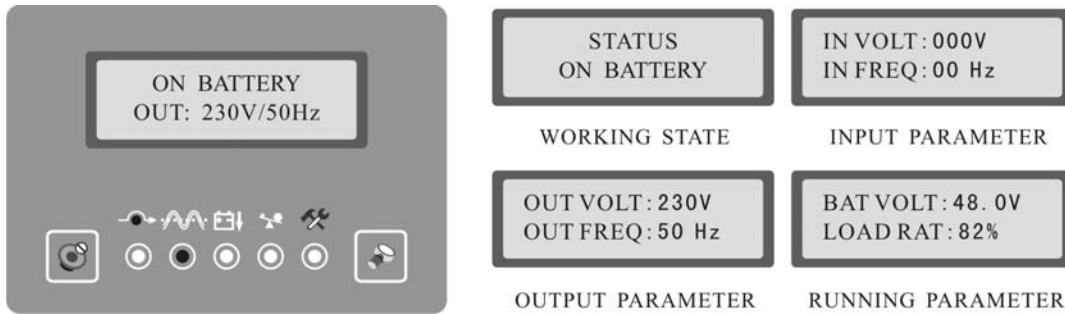 ON BATTERY
OUT: 230V/50Hz
STATUS
ON BATTERY
WORKING STATE
IN VOLT:000V
IN FREQ:00 Hz
INPUT PARAMETER
OUT VOLT:230V
OUT FREQ:50 Hz
OUTPUT PARAMETER
BAT VOLT:48. 0V
LOAD RAT:82%
RUNNING PARAMETER